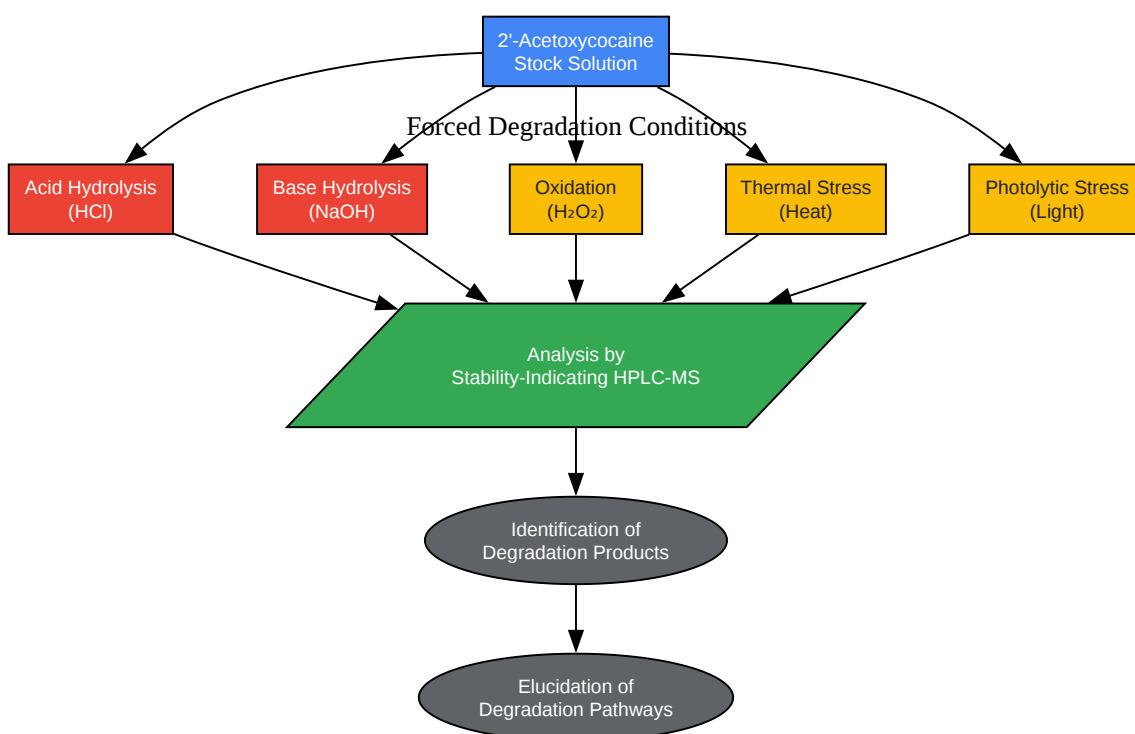 2'-Acetoxycocaine
Stock Solution
Forced Degradation Conditions
Acid Hydrolysis
(HCl)
Base Hydrolysis
(NaOH)
Oxidation
(H₂O₂)
Thermal Stress
(Heat)
Photolytic Stress
(Light)
Analysis by
Stability-Indicating HPLC-MS
Identification of
Degradation Products
Elucidation of
Degradation Pathways